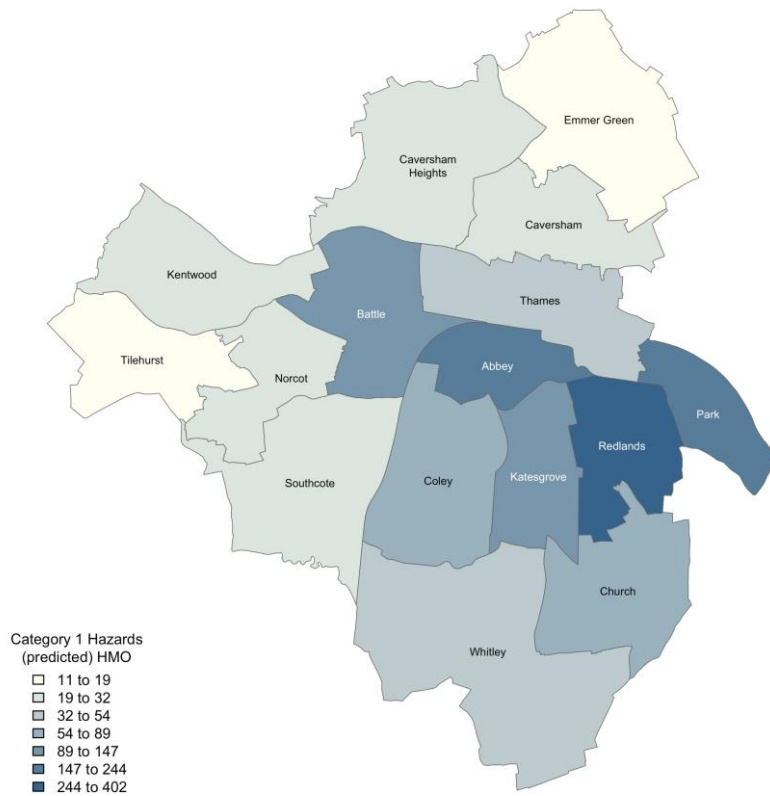 Emmer Green
Caversham
Heights
Caversham
Kentwood
Thames
Battle
Tilehurst
Abbey
Norcot
Park
Redlands
Southcote
Coley
Katesgrove
Church
Whitley
Category 1 Hazards
(predicted) HMO
11 to 19
19 to 32
32 to 54
54 to 89
89 to 147
147 to 244
244 to 402